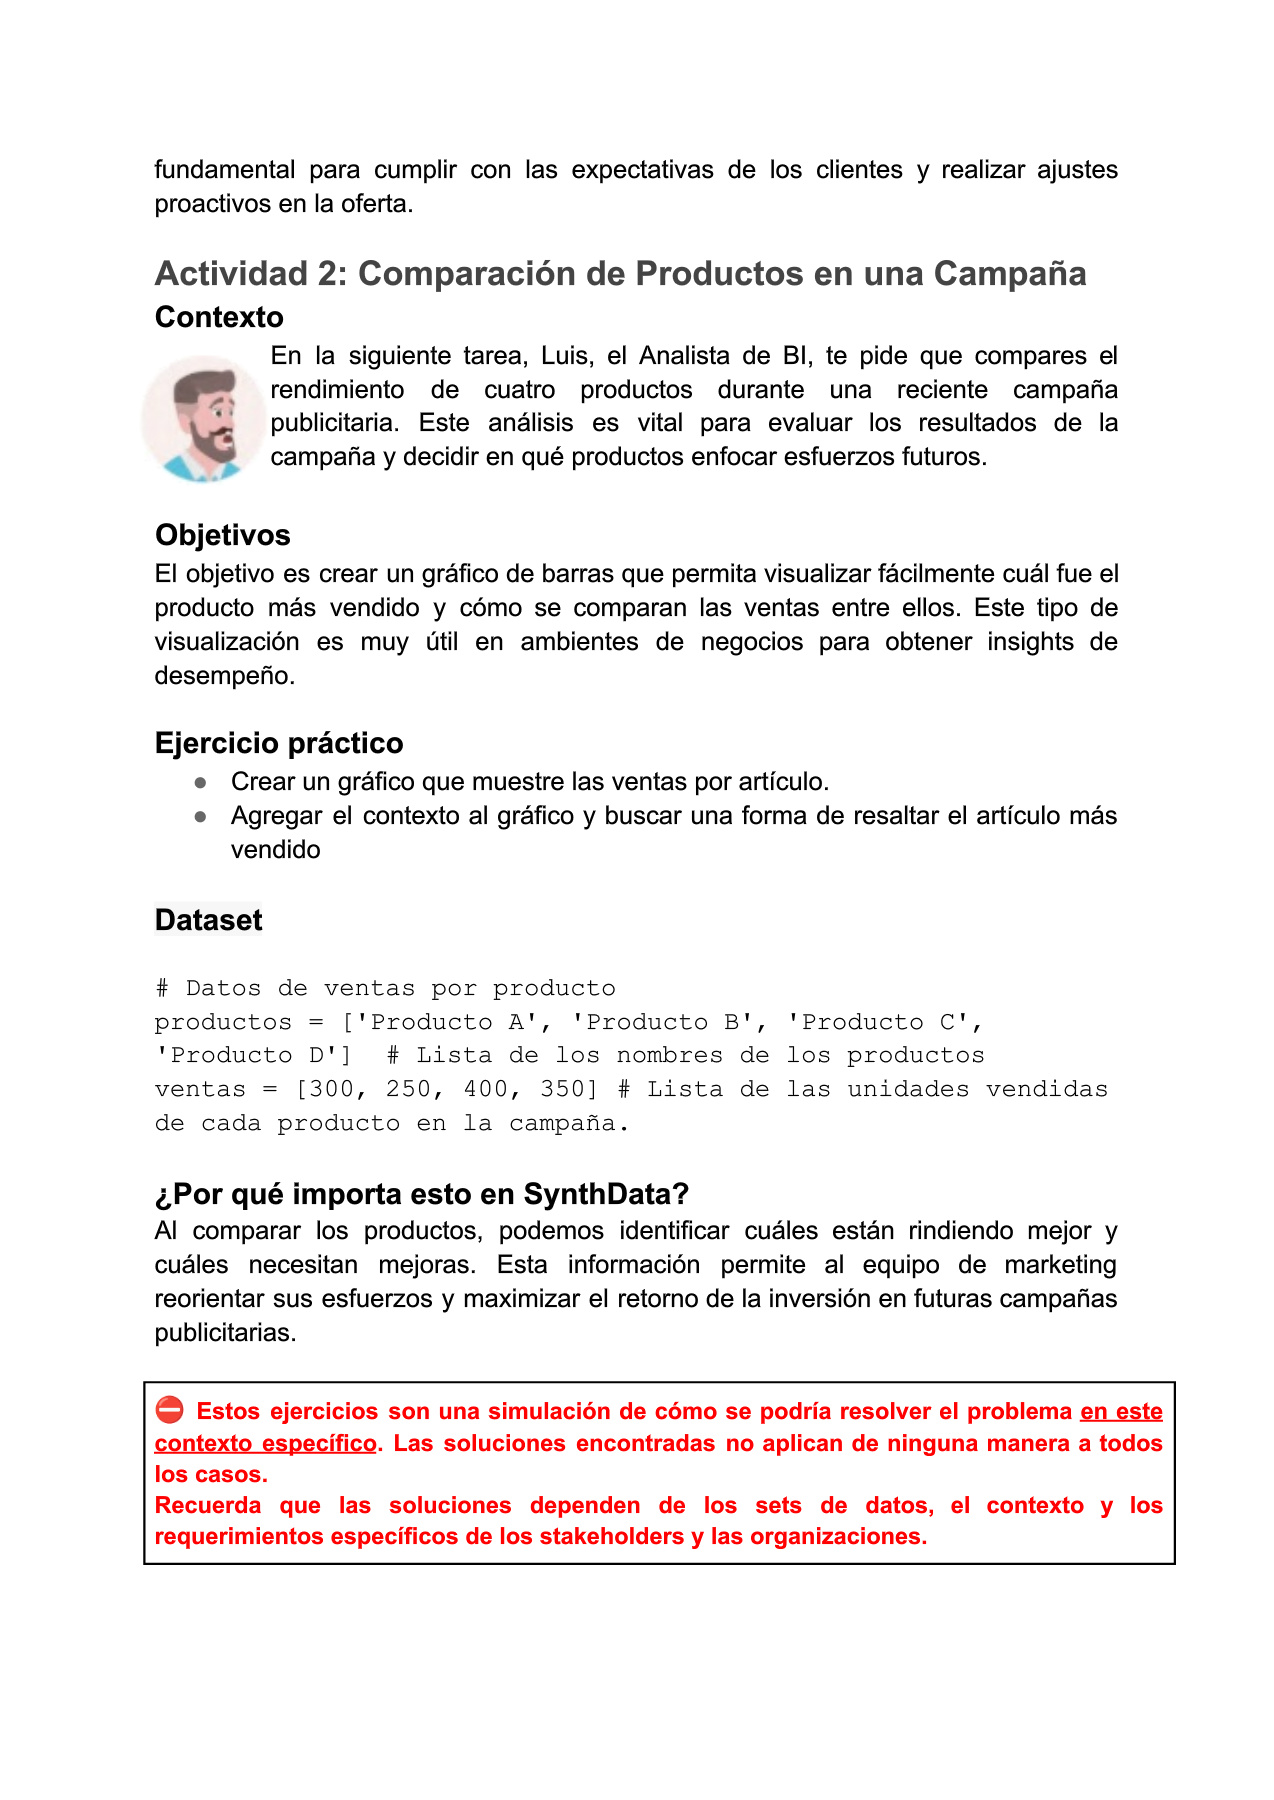 fundamental para cumplir con las expectativas de los clientes y realizar ajustes
proactivos en la oferta.
Actividad 2: Comparación de Productos en una Campaña
Contexto
En la siguiente tarea, Luis, el Analista de BI, te pide que compares el
rendimiento de cuatro productos durante una reciente campaña
publicitaria. Este análisis es vital para evaluar los resultados de la
campaña y decidir en qué productos enfocar esfuerzos futuros.
Objetivos
El objetivo es crear un gráfico de barras que permita visualizar fácilmente cuál fue el
producto más vendido y cómo se comparan las ventas entre ellos. Este tipo de
visualización es muy útil en ambientes de negocios para obtener insights de
desempeño.
Ejercicio práctico
● Crear un gráfico que muestre las ventas por artículo.
● Agregar el contexto al gráfico y buscar una forma de resaltar el artículo más
vendido
Dataset
# Datos de ventas por producto
productos = ['Producto A', 'Producto B', 'Producto C',
'Producto D']  # Lista de los nombres de los productos
ventas = [300, 250, 400, 350] # Lista de las unidades vendidas
de cada producto en la campaña.
¿Por qué importa esto en SynthData?
Al comparar los productos, podemos identificar cuáles están rindiendo mejor y
cuáles necesitan mejoras. Esta información permite al equipo de marketing
reorientar sus esfuerzos y maximizar el retorno de la inversión en futuras campañas
publicitarias.
⛔ Estos ejercicios son una simulación de cómo se podría resolver el problema en este
contexto específico. Las soluciones encontradas no aplican de ninguna manera a todos
los casos.
Recuerda que las soluciones dependen de los sets de datos, el contexto y los
requerimientos específicos de los stakeholders y las organizaciones.